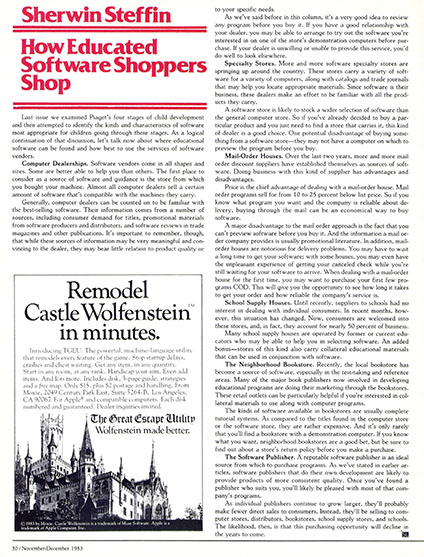 Sherwin Steffin
How Educated
Software Shoppers
Shop
Last issue we examined Piaget's four stages of child development
and then attempted to identify the kinds and characteristics of software
most appropriate for children going through these stages. As a logical
continuation of that discussion, let's talk now about where educational
software can be found and how best to use the services of software
vendors.
Computer Dealerships. Software vendors come in all shapes and
sizes. Some are better able to help you than others. The first place to
consider as a source of software and guidance is the store from which
you bought your machine. Almost all computer dealers sell a certain
amount of software that's compatible with the machines they carry.
Generally, computer dealers can be counted on to be familiar with
the best-selling software. Their information comes from a number of
sources, including consumer demand for titles, promotional materials
from software producers and distributors, and software reviews in trade
magazines and other publications. It's important to remember, though,
that while these sources of information may be very meaningful and con-
vincing to the dealer, they may bear little relation to product quality or
Remodel
Castle Wolfenstein™
in minutes.
Introducing TGEU. The powerful, machine-language utility
that remodels every feature of the game. Stop startup delays,
crashes and chest waiting. Get any item, in any quantity.
Start in any room, at any rank. Handicap your aim. Even add
items. And lots more. Includes disk, 3-page guide, strategies
and a free map. Only $15, plus $2 postage and handling. From
Moxie, 2049 Century Park East, Suite 5264-B, Los Angeles,
CA 90067. For Apple® and compatible computers. Each disk
numbered and guaranteed. Dealer inquiries invited.
The Great Escape Utility
Wolfenstein made better.
© 1983 by Moxie. Castle Wolfenstein is a trademark of Muse Software. Apple is a
trademark of Apple Computer, Inc.
30 / November-December 1983
to your specific needs.
As we've said before in this column, it's a very good idea to review
any program before you buy it. If you have a good relationship with
your dealer, you may be able to arrange to try out the software you're
interested in on one of the store's demonstration computers before pur-
chase. If your dealer is unwilling or unable to provide this service, you'd
do well to look elsewhere.
Specialty Stores. More and more software specialty stores are
springing up around the country. These stores carry a variety of soft-
ware for a variety of computers, along with catalogs and trade journals
that may help you locate appropriate materials. Since software is their
business, these dealers make an effort to be familiar with all the prod-
ucts they carry.
A software store is likely to stock a wider selection of software than
the general computer store. So if you've already decided to buy a par-
ticular product and you just need to find a store that carries it, this kind
of dealer is a good choice. One potential disadvantage of buying some-
thing from a software store—they may not have a computer on which to
preview the program before you buy.
Mail-Order Houses. Over the last two years, more and more mail
order discount suppliers have established themselves as sources of soft-
ware. Doing business with this kind of supplier has advantages and
disadvantages.
Price is the chief advantage of dealing with a mail-order house. Mail
order programs sell for from 10 to 25 percent below list price. So if you
know what program you want and the company is reliable about de-
livery, buying through the mail can be an economical way to buy
software.
A major disadvantage to the mail order approach is the fact that you
can't preview software before you buy it. And the information a mail or-
der company provides is usually promotional literature. In addition, mail-
order houses are notorious for delivery problems. You may have to wait
a long time to get your software; with some houses, you may even have
the unpleasant experience of getting your canceled check while you're
still waiting for your software to arrive. When dealing with a mail-order
house for the first time, you may want to purchase your first few pro-
grams COD. This will give you the opportunity to see how long it takes
to get your order and how reliable the company's service is.
School Supply Houses. Until recently, suppliers to schools had no
interest in dealing with individual consumers. In recent months, how-
ever, this situation has changed. Now, consumers are welcomed into
these stores, and, in fact, they account for nearly 50 percent of business.
Many school supply houses are operated by former or current edu-
cators who may be able to help you in selecting software. An added
bonus—stores of this kind also carry collateral educational materials
that can be used in conjunction with software.
The Neighborhood Bookstore. Recently, the local bookstore has
become a source of software, especially in the text-making and reference
areas. Many of the major book publishers now involved in developing
educational programs are doing their marketing through the bookstores.
These retail outlets can be particularly helpful if you're interested in col-
lateral materials to use along with computer programs.
The kinds of software available in bookstores are usually complete
tutorial systems. As compared to the titles found in the computer store
or the software store, they are rather expensive. And it's only rarely
that you'll find a bookstore with a demonstration computer. If you know
what you want, neighborhood bookstores are a good bet, but be sure to
find out about a store's return policy before you make a purchase.
The Software Publisher. A reputable software publisher is an ideal
source from which to purchase programs. As we've stated in earlier ar-
ticles, software publishers that do their own development are likely to
provide products of more consistent quality. Once you've found a
publisher who suits you, you'll likely be pleased with most of that com-
pany's programs.
As individual publishers continue to grow larger, they'll probably
make fewer direct sales to consumers. Instead, they'll be selling to com-
puter stores, distributors, bookstores, school supply stores, and schools.
The likelihood, then, is that this purchasing opportunity will decline in
the years to come.